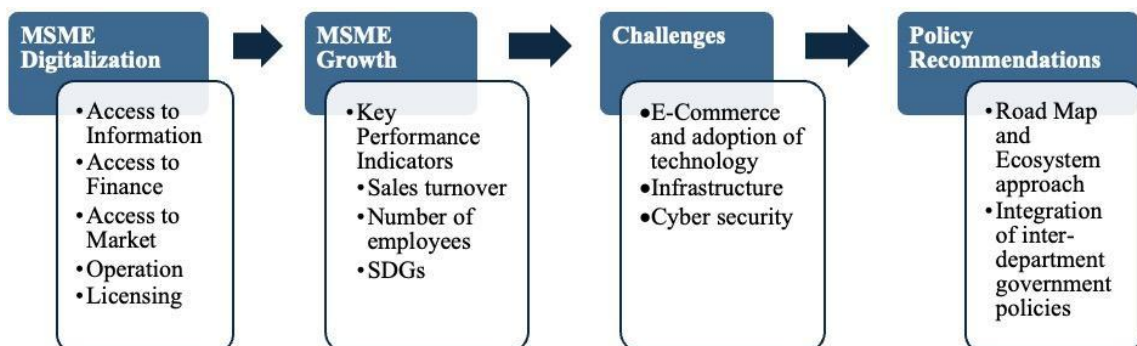 MSME
Digitalization
•Access to
Information
•Access to
Finance
•Access to
Market
•Operation
•Licensing
MSME
Growth
•Key
Performance
Indicators
•Sales turnover
•Number of
employees
•SDGs
Challenges
•E-Commerce
and adoption of
technology
•Infrastructure
•Cyber security
Policy
Recommendations
•Road Map
and
Ecosystem
approach
•Integration
of inter-
department
government
policies